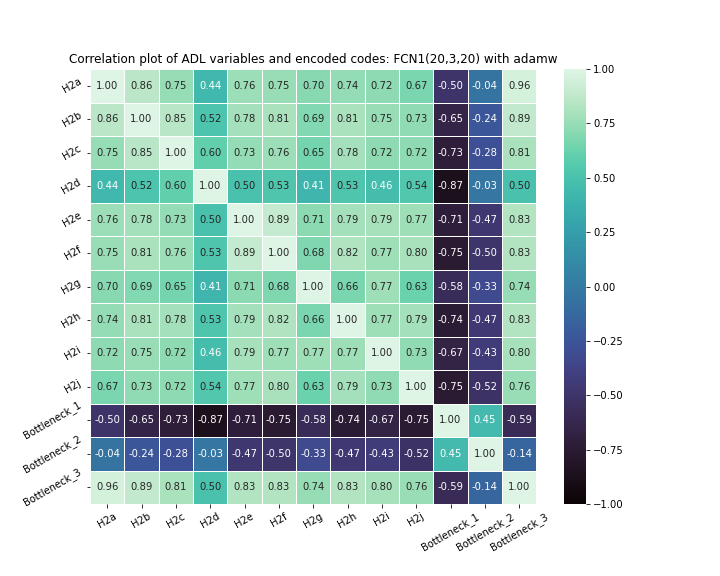 Correlation plot of ADL variables and encoded codes: FCN1(20,3,20) with adamw
H2a 1.00 0.86 0.75 0.44 0.76 0.75 0.70 0.74 0.72 0.67 -0.50 -0.04 0.96
H2b 0.86 1.00 0.85 0.52 0.78 0.81 0.69 0.81 0.75 0.73 -0.65 -0.24 0.89
H2c 0.75 0.85 1.00 0.60 0.73 0.76 0.65 0.78 0.72 0.72 -0.73 -0.28 0.81
H2d 0.44 0.52 0.60 1.00 0.50 0.53 0.41 0.53 0.46 0.54 -0.87 -0.03 0.50
H2e 0.76 0.78 0.73 0.50 1.00 0.89 0.71 0.79 0.79 0.77 -0.71 -0.47 0.83
H2f 0.75 0.81 0.76 0.53 0.89 1.00 0.68 0.82 0.77 0.80 -0.75 -0.50 0.83
H2g 0.70 0.69 0.65 0.41 0.71 0.68 1.00 0.66 0.77 0.63 -0.58 -0.33 0.74
H2h 0.74 0.81 0.78 0.53 0.79 0.82 0.66 1.00 0.77 0.79 -0.74 -0.47 0.83
H2i 0.72 0.75 0.72 0.46 0.79 0.77 0.77 0.77 1.00 0.73 -0.67 -0.43 0.80
H2j 0.67 0.73 0.72 0.54 0.77 0.80 0.63 0.79 0.73 1.00 -0.75 -0.52 0.76
Bottleneck_1 -0.50 -0.65 -0.73 -0.87 -0.71 -0.75 -0.58 -0.74 -0.67 -0.75 1.00 0.45 -0.59
Bottleneck_2 -0.04 -0.24 -0.28 -0.03 -0.47 -0.50 -0.33 -0.47 -0.43 -0.52 0.45 1.00 -0.14
Bottleneck_3 0.96 0.89 0.81 0.50 0.83 0.83 0.74 0.83 0.80 0.76 -0.59 -0.14 1.00
H2a H2b H2c H2d H2e H2f H2g H2h H2i H2j Bottleneck_1 Bottleneck_2 Bottleneck_3
1.00
0.75
0.50
0.25
0.00
−0.25
−0.50
−0.75
−1.00